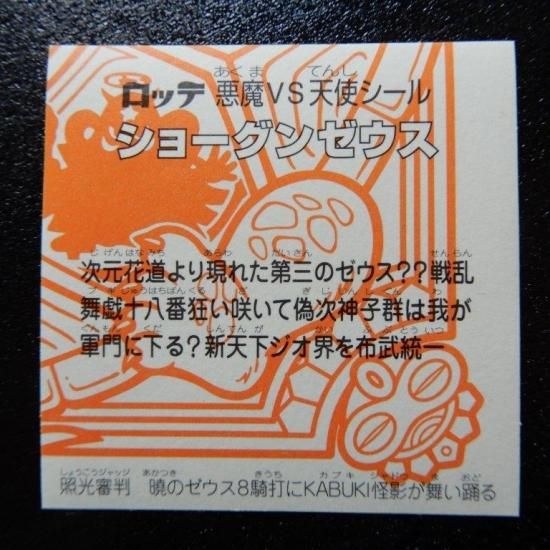 ロッテ 悪魔VS天使シール
ショーグンゼウス
次元花道より現れた第三のゼウス??戦乱
舞戯十八番狂い咲いて偽次神子群は我が
軍門に下る?新天下ジオ界を布武統一
照光審判 暁のゼウス8騎打にKABUKI怪影が舞い踊る